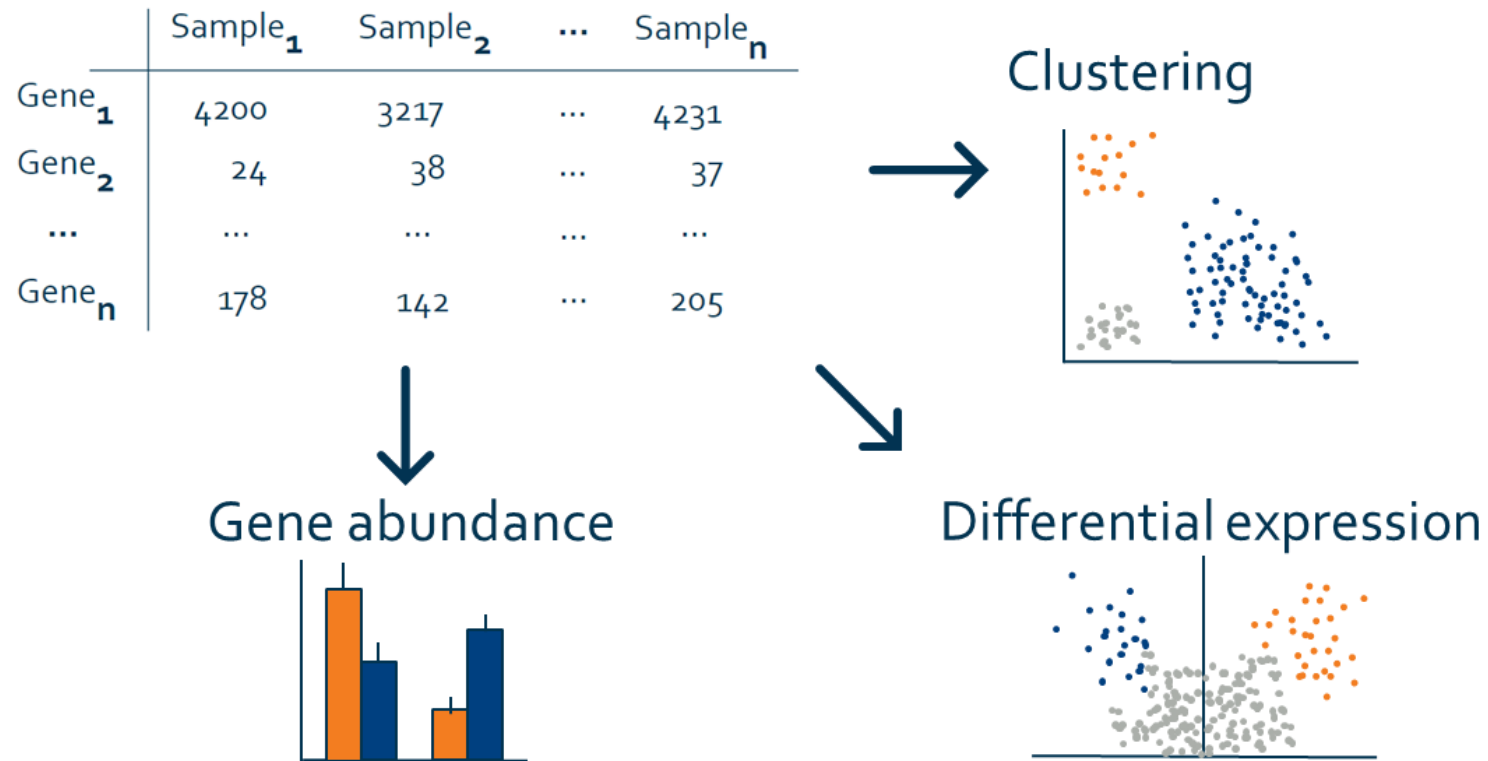 Sample1 Sample2 ... Samplen
Gene1 4200 3217 ... 4231
Gene2 24 38 ... 37
... ... ... ... ...
Genen 178 142 ... 205
Clustering
Gene abundance
Differential expression